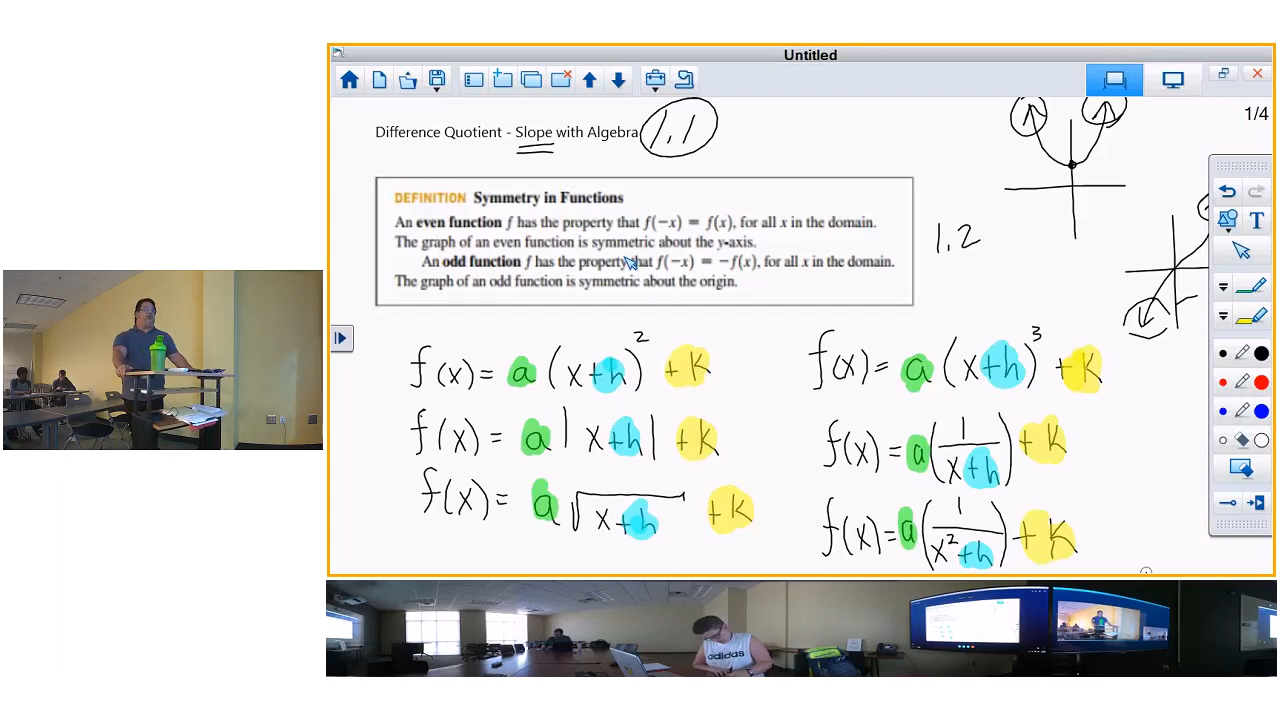 Untitled
1/4
Difference Quotient - Slope with Algebra 1.1
DEFINITION Symmetry in Functions
An even function f has the property that f(−x) = f(x), for all x in the domain.
The graph of an even function is symmetric about the y-axis.
An odd function f has the property that f(−x) = −f(x), for all x in the domain.
The graph of an odd function is symmetric about the origin.
1.2
T
f(x) = a(x+h)² + k
f(x) = a(x+h)³ + k
f(x) = a|x+h| + k
f(x) = a(1/(x+h)) + k
f(x) = a√(x+h) + k
f(x) = a(1/(x²+h)) + k
adidas